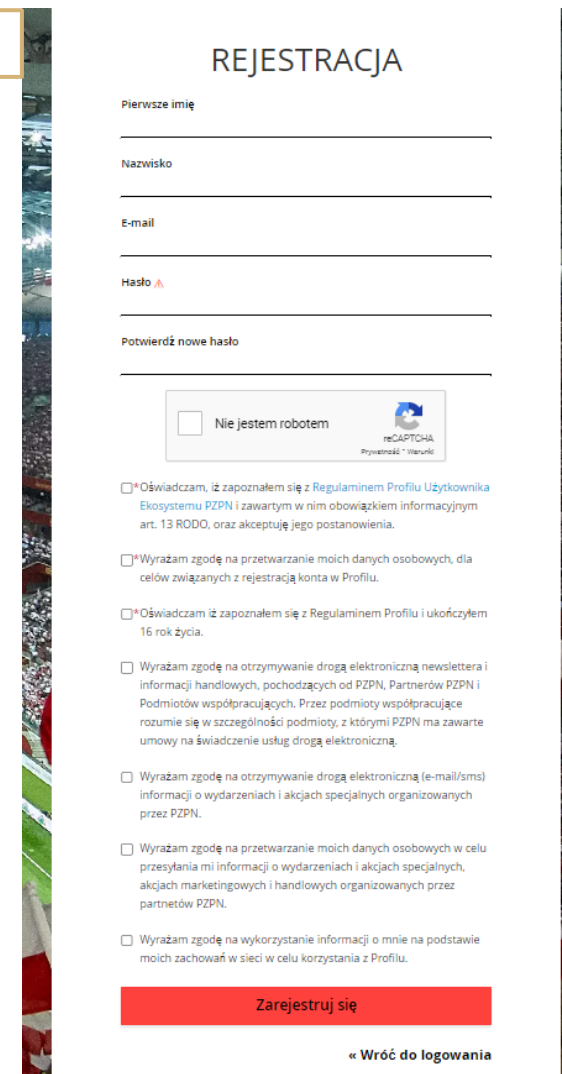 REJESTRACJA
Pierwsze imię
Nazwisko
E-mail
Hasło
Potwierdź nowe hasło
Nie jestem robotem
reCAPTCHA
Prywatność * Warunki
*Oświadczam, iż zapoznałem się z Regulaminem Profilu Użytkownika
Ekosystemu PZPN i zawartym w nim obowiązkiem informacyjnym
art. 13 RODO, oraz akceptuję jego postanowienia.
*Wyrażam zgodę na przetwarzanie moich danych osobowych, dla
celów związanych z rejestracją konta w Profilu.
*Oświadczam iż zapoznałem się z Regulaminem Profilu i ukończyłem
16 rok życia.
Wyrażam zgodę na otrzymywanie drogą elektroniczną newslettera i
informacji handlowych, pochodzących od PZPN, Partnerów PZPN i
Podmiotów współpracujących. Przez podmioty współpracujące
rozumie się w szczególności podmioty, z którymi PZPN ma zawarte
umowy na świadczenie usług drogą elektroniczną.
Wyrażam zgodę na otrzymywanie drogą elektroniczną (e-mail/sms)
informacji o wydarzeniach i akcjach specjalnych organizowanych
przez PZPN.
Wyrażam zgodę na przetwarzanie moich danych osobowych w celu
przesyłania mi informacji o wydarzeniach i akcjach specjalnych,
akcjach marketingowych i handlowych organizowanych przez
partnetów PZPN.
Wyrażam zgodę na wykorzystanie informacji o mnie na podstawie
moich zachowań w sieci w celu korzystania z Profilu.
Zarejestruj się
« Wróć do logowania